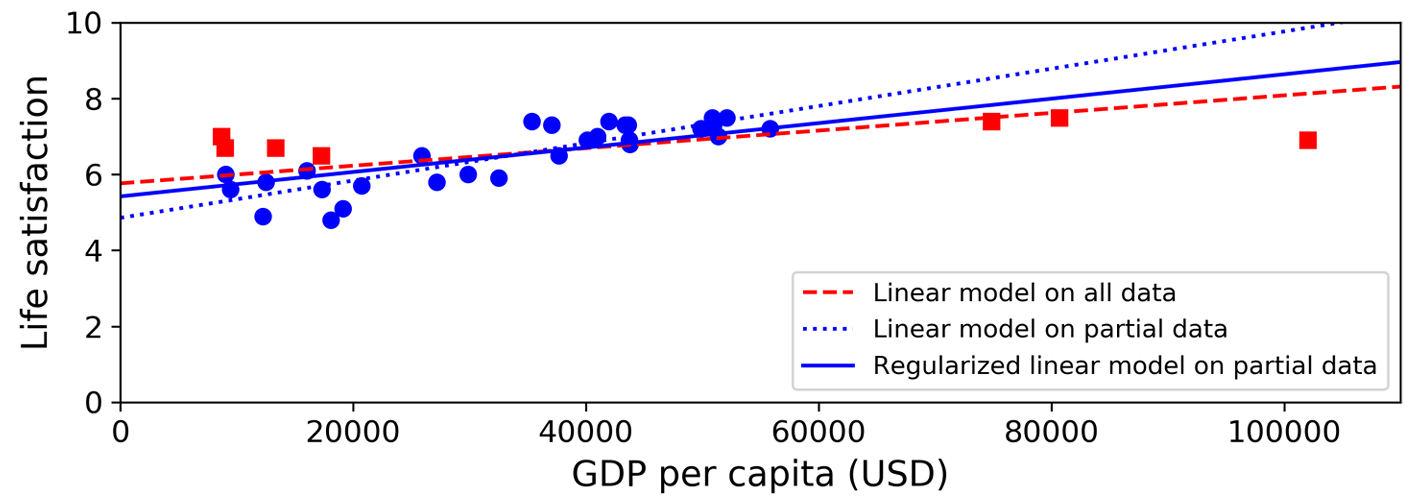 Life satisfaction
10
8
6
4
2
0
Linear model on all data
Linear model on partial data
Regularized linear model on partial data
0 20000 40000 60000 80000 100000
GDP per capita (USD)